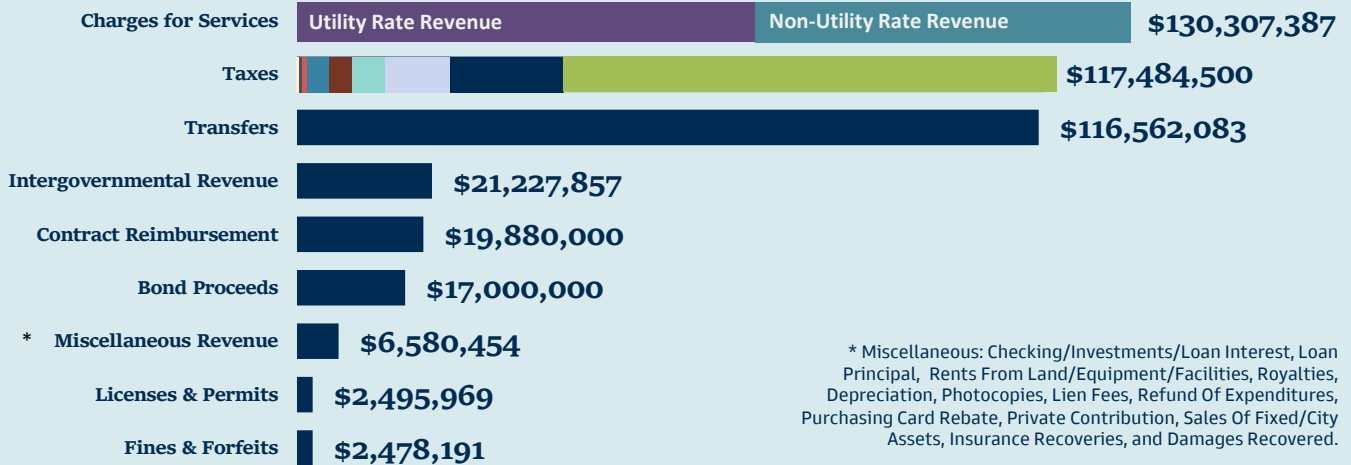 Charges for Services Utility Rate Revenue Non-Utility Rate Revenue $130,307,387
Taxes $117,484,500
Transfers $116,562,083
Intergovernmental Revenue $21,227,857
Contract Reimbursement $19,880,000
Bond Proceeds $17,000,000
* Miscellaneous Revenue $6,580,454
Licenses & Permits $2,495,969
Fines & Forfeits $2,478,191
* Miscellaneous: Checking/Investments/Loan Interest, Loan
Principal, Rents From Land/Equipment/Facilities, Royalties,
Depreciation, Photocopies, Lien Fees, Refund Of Expenditures,
Purchasing Card Rebate, Private Contribution, Sales Of Fixed/City
Assets, Insurance Recoveries, and Damages Recovered.